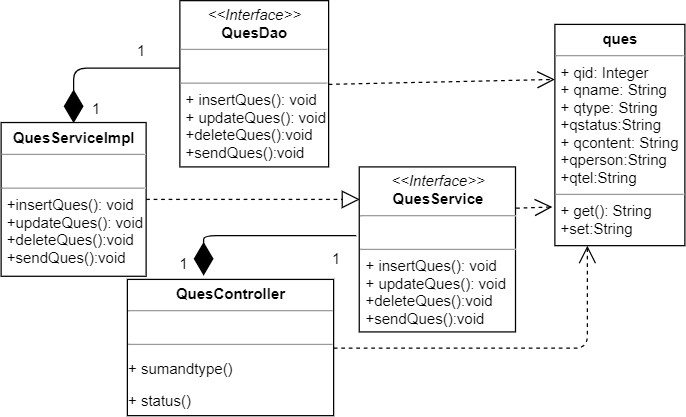 <<Interface>>
QuesDao
+ insertQues(): void
+ updateQues(): void
+deleteQues():void
+sendQues():void
1
1
QuesServiceImpl
+insertQues(): void
+updateQues(): void
+deleteQues():void
+sendQues():void
ques
+ qid: Integer
+ qname: String
+ qtype: String
+qstatus:String
+ qcontent: String
+qperson:String
+qtel:String
+ get(): String
+set:String
<<Interface>>
QuesService
+ insertQues(): void
+ updateQues(): void
+deleteQues():void
+sendQues():void
1
1
QuesController
+ sumandtype()
+ status()